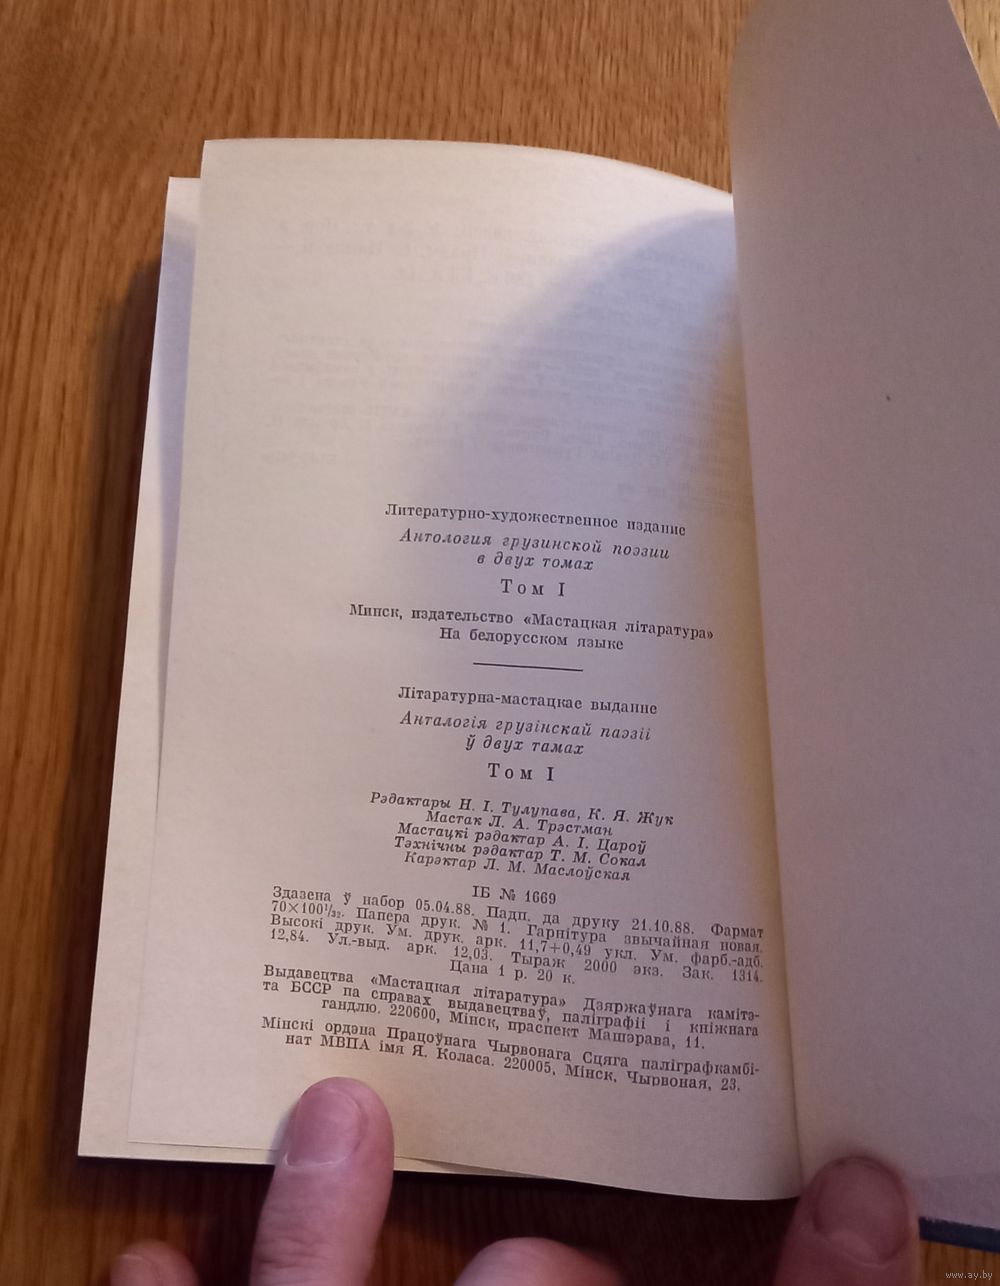 Литературно-художественное издание
Антология грузинской поэзии
в двух томах
Том I
Минск, издательство «Мастацкая літаратура»
На белорусском языке
Літаратурна-мастацкае выданне
Анталогія грузінскай паэзіі
ў двух тамах
Том I
Рэдактары Н. І. Тулупава, К. Я. Жук
Мастак Л. А. Трэстман
Мастацкі рэдактар А. І. Цароў
Тэхнічны рэдактар Т. М. Сокал
Карэктар Л. М. Маслоўская
ІБ № 1669
Здадзена ў набор 05.04.88. Падп. да друку 21.10.88. Фармат
70×100¹/₃₂. Папера друк. № 1. Гарнітура звычайная новая.
Высокі друк. Ум. друк. арк. 11,7+0,49 укл. Ум. фарб.-адб.
12,84. Ул.-выд. арк. 12,03. Тыраж 2000 экз. Зак. 1314.
Цана 1 р. 20 к.
Выдавецтва «Мастацкая літаратура» Дзяржаўнага камітэ-
та БССР па справах выдавецтваў, паліграфіі і кніжнага
гандлю. 220600, Мінск, праспект Машэрава, 11.
Мінскі ордэна Працоўнага Чырвонага Сцяга паліграфкамбі-
нат МВПА імя Я. Коласа. 220005, Мінск, Чырвоная, 23.
www.ay.by